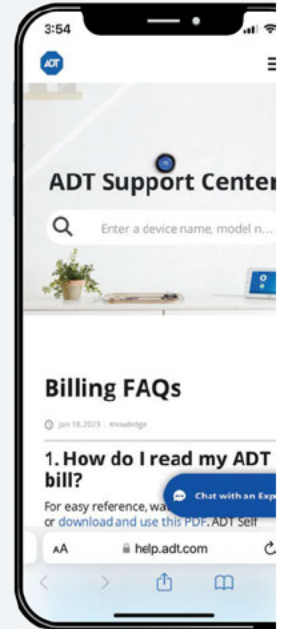 3:54
ADT
ADT Support Center
Enter a device name, model n...
Billing FAQs
Jan 18, 2023 - Knowledge
1. How do I read my ADT
bill?
For easy reference, wa
or download and use this PDF. ADT Self
Chat with an Exp
AA help.adt.com